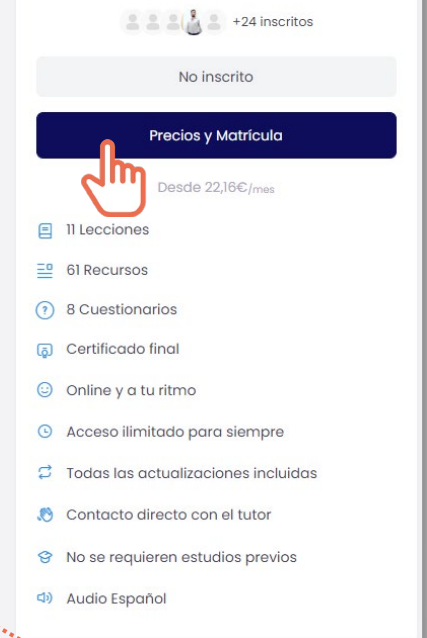 +24 inscritos
No inscrito
Precios y Matrícula
Desde 22,16€/mes
11 Lecciones
61 Recursos
8 Cuestionarios
Certificado final
Online y a tu ritmo
Acceso ilimitado para siempre
Todas las actualizaciones incluidas
Contacto directo con el tutor
No se requieren estudios previos
Audio Español